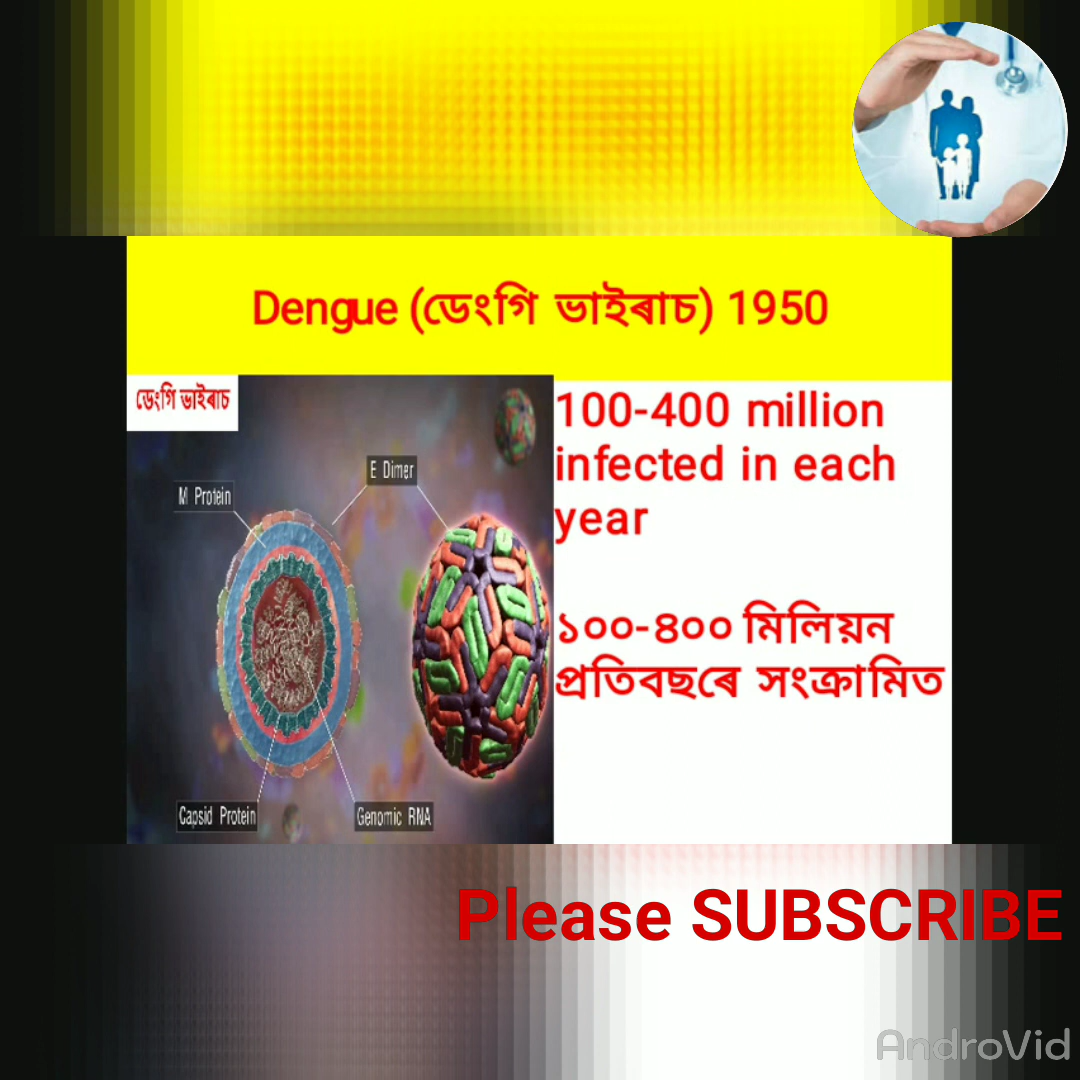 Dengue (ডেংগি ভাইৰাচ) 1950
ডেংগি ভাইৰাচ
E Dimer
M Protein
Capsid Protein
Genomic RNA
100-400 million
infected in each
year
১০০-৪০০ মিলিয়ন
প্ৰতিবছৰে সংক্ৰামিত
Please SUBSCRIBE
AndroVid